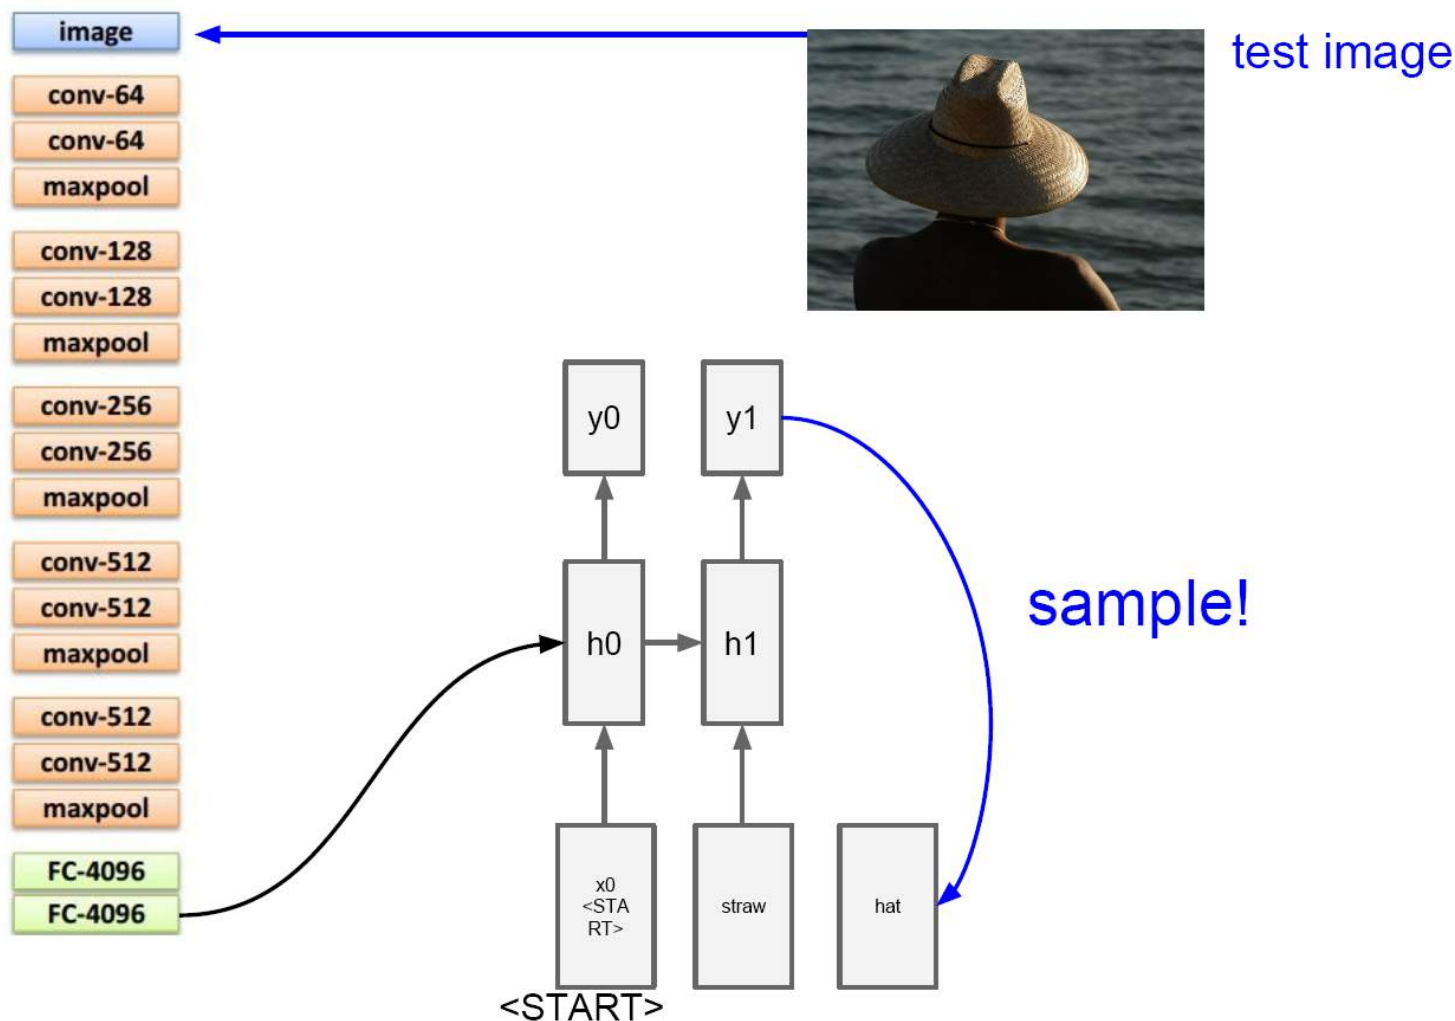 image
conv-64
conv-64
maxpool
conv-128
conv-128
maxpool
conv-256
conv-256
maxpool
conv-512
conv-512
maxpool
conv-512
conv-512
maxpool
FC-4096
FC-4096
test image
y0
y1
sample!
h0
h1
x0
<STA
RT>
straw
hat
<START>